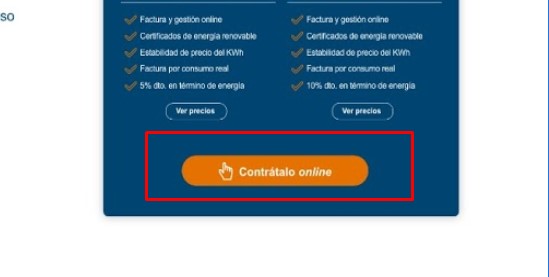 so
Factura y gestión online
Certificados de energía renovable
Estabilidad de precio del KWh
Factura por consumo real
5% dto. en término de energía
Ver precios
Factura y gestión online
Certificados de energía renovable
Estabilidad de precio del KWh
Factura por consumo real
10% dto. en término de energía
Ver precios
Contrátalo online